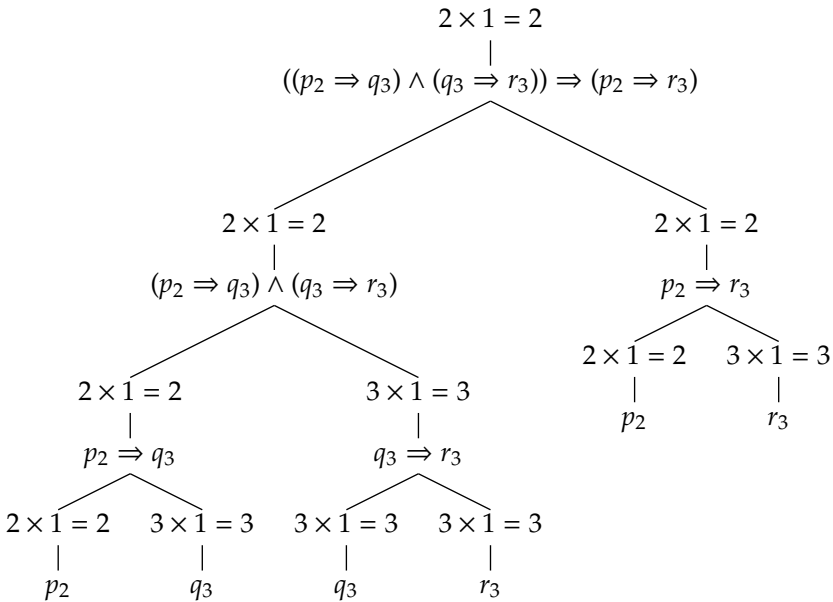 2 × 1 = 2
((p₂ ⇒ q₃) ∧ (q₃ ⇒ r₃)) ⇒ (p₂ ⇒ r₃)
2 × 1 = 2 2 × 1 = 2
(p₂ ⇒ q₃) ∧ (q₃ ⇒ r₃) p₂ ⇒ r₃
2 × 1 = 2 3 × 1 = 3
2 × 1 = 2 3 × 1 = 3
p₂ r₃
p₂ ⇒ q₃ q₃ ⇒ r₃
2 × 1 = 2 3 × 1 = 3 3 × 1 = 3 3 × 1 = 3
p₂ q₃ q₃ r₃